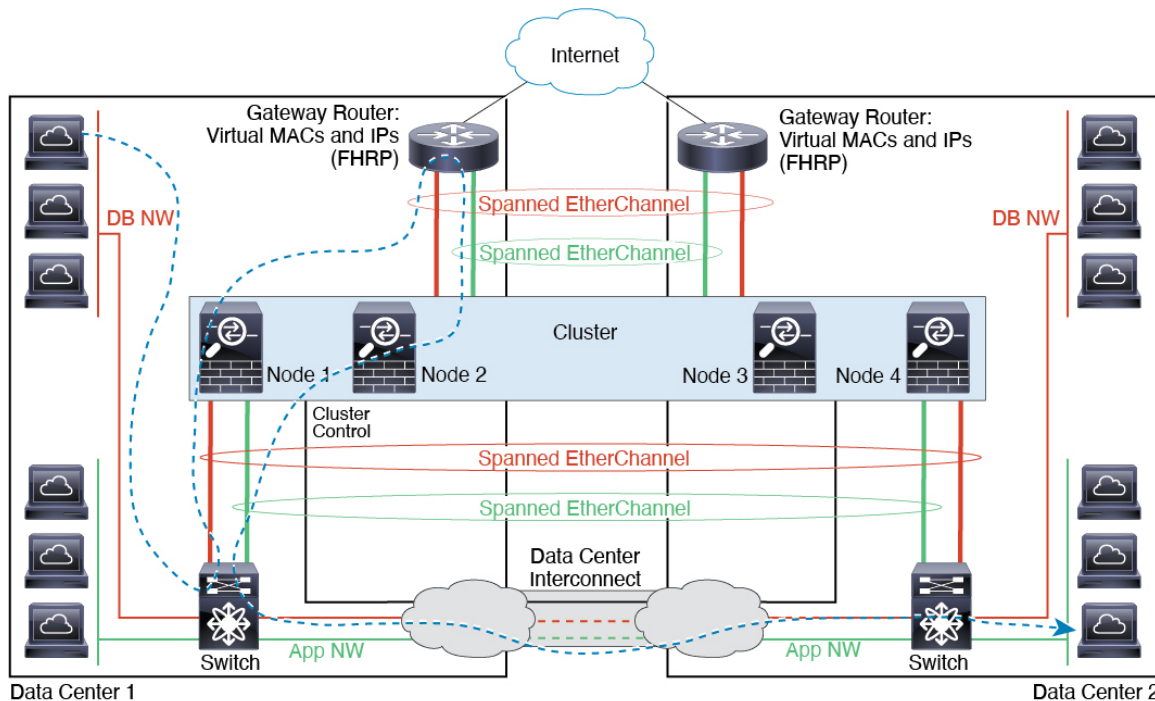 Internet
Gateway Router:
Virtual MACs and IPs
(FHRP)
Gateway Router:
Virtual MACs and IPs
(FHRP)
Spanned EtherChannel
DB NW
DB NW
Spanned EtherChannel
Cluster
Node 1
Node 2
Node 3
Node 4
Cluster
Control
Spanned EtherChannel
Spanned EtherChannel
Data Center
Interconnect
App NW
App NW
Switch
Switch
Data Center 1
Data Center 2